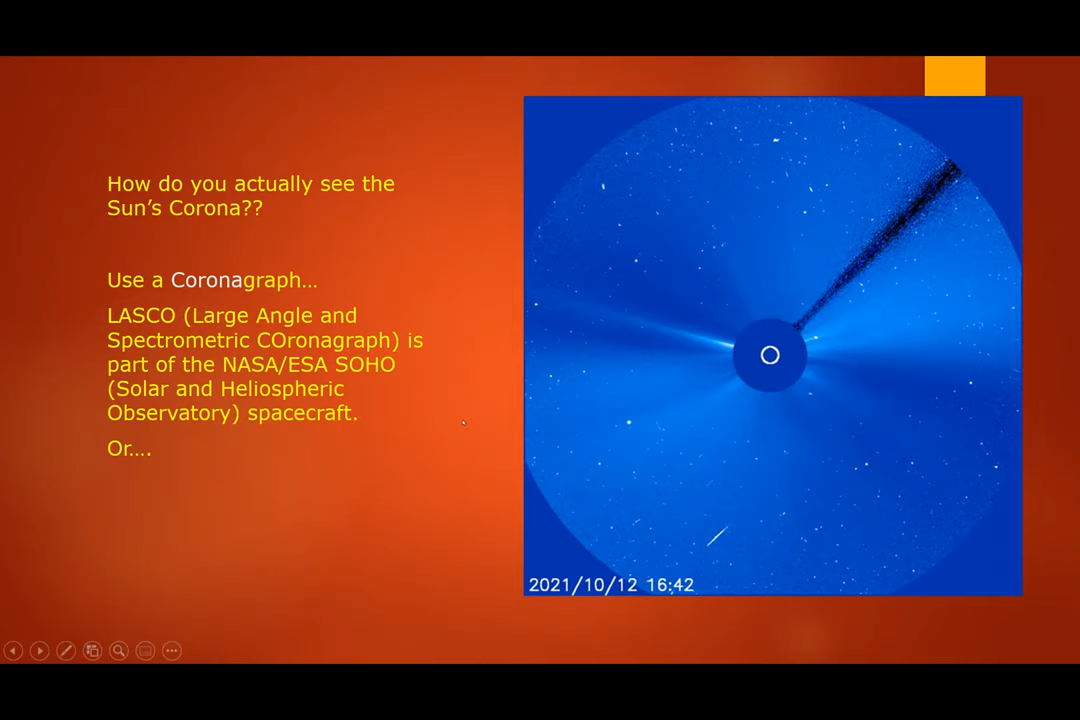 How do you actually see the
Sun’s Corona??
Use a Coronagraph…
LASCO (Large Angle and
Spectrometric COronagraph) is
part of the NASA/ESA SOHO
(Solar and Heliospheric
Observatory) spacecraft.
Or….
2021/10/12 16:42